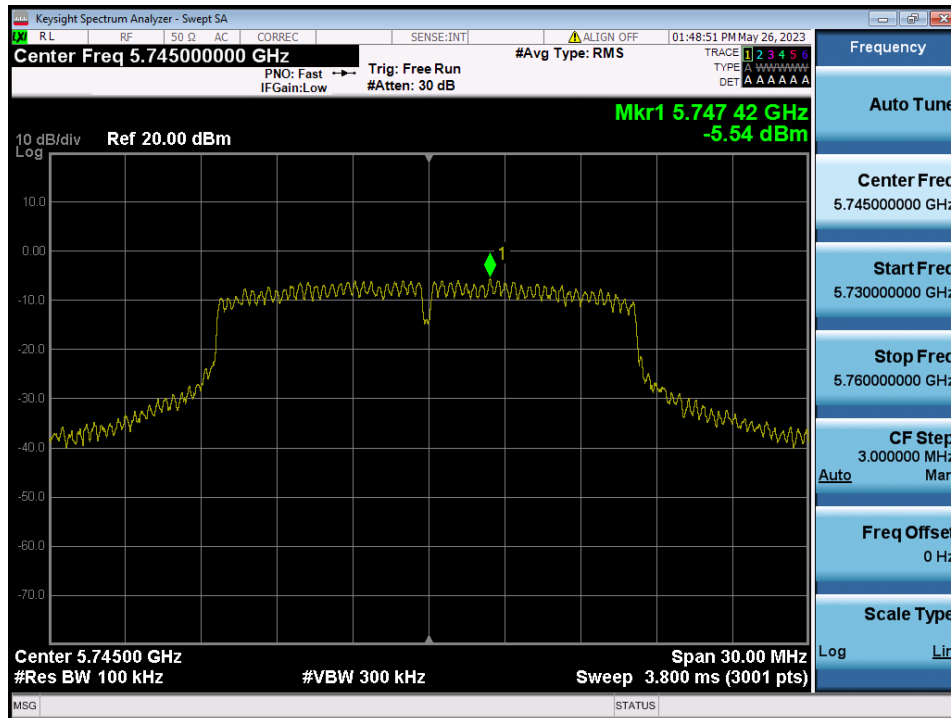 Keysight Spectrum Analyzer - Swept SA
LXI RL RF 50 Ω AC CORREC SENSE:INT ALIGN OFF 01:48:51 PM May 26, 2023
Center Freq 5.745000000 GHz
PNO: Fast
IFGain:Low
Trig: Free Run
#Atten: 30 dB
#Avg Type: RMS
TRACE 1 2 3 4 5 6
TYPE A WWWWW
DET A A A A A A
Mkr1 5.747 42 GHz
-5.54 dBm
10 dB/div Ref 20.00 dBm
Log
10.0
0.00
-10.0
-20.0
-30.0
-40.0
-50.0
-60.0
-70.0
1
Center 5.74500 GHz Span 30.00 MHz
#Res BW 100 kHz #VBW 300 kHz Sweep 3.800 ms (3001 pts)
MSG STATUS
Frequency
Auto Tune
Center Freq
5.745000000 GHz
Start Freq
5.730000000 GHz
Stop Freq
5.760000000 GHz
CF Step
3.000000 MHz
Auto Man
Freq Offset
0 Hz
Scale Type
Log Lin